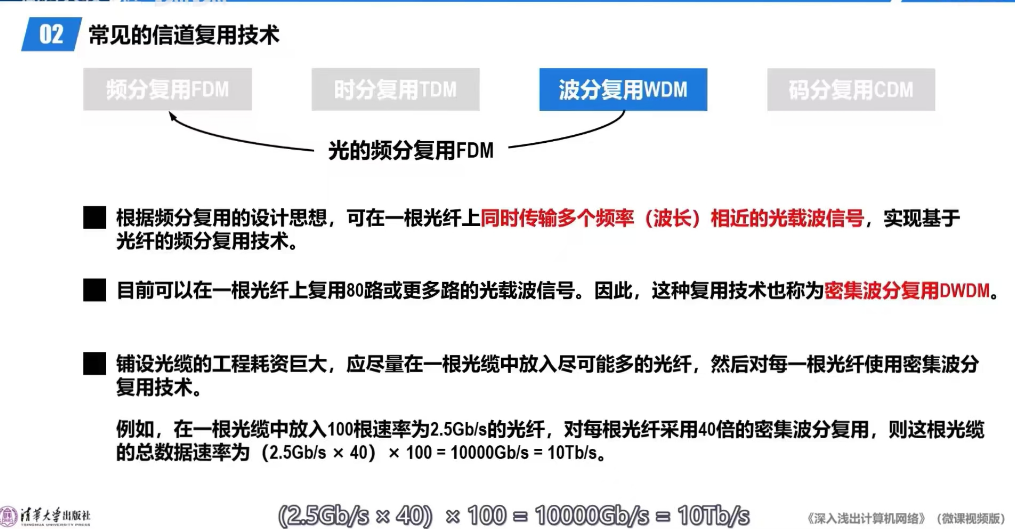 02 常见的信道复用技术
频分复用FDM
时分复用TDM
波分复用WDM
码分复用CDM
光的频分复用FDM
根据频分复用的设计思想，可在一根光纤上同时传输多个频率（波长）相近的光载波信号，实现基于
光纤的频分复用技术。
目前可以在一根光纤上复用80路或更多路的光载波信号。因此，这种复用技术也称为密集波分复用DWDM。
铺设光缆的工程耗资巨大，应尽量在一根光缆中放入尽可能多的光纤，然后对每一根光纤使用密集波分
复用技术。
例如，在一根光缆中放入100根速率为2.5Gb/s的光纤，对每根光纤采用40倍的密集波分复用，则这根光缆
的总数据速率为（2.5Gb/s × 40）× 100 = 10000Gb/s = 10Tb/s。
清华大学出版社
TSINGHUA UNIVERSITY PRESS
(2.5Gb/s × 40) × 100 = 10000Gb/s = 10Tb/s
《深入浅出计算机网络》（微课视频版）